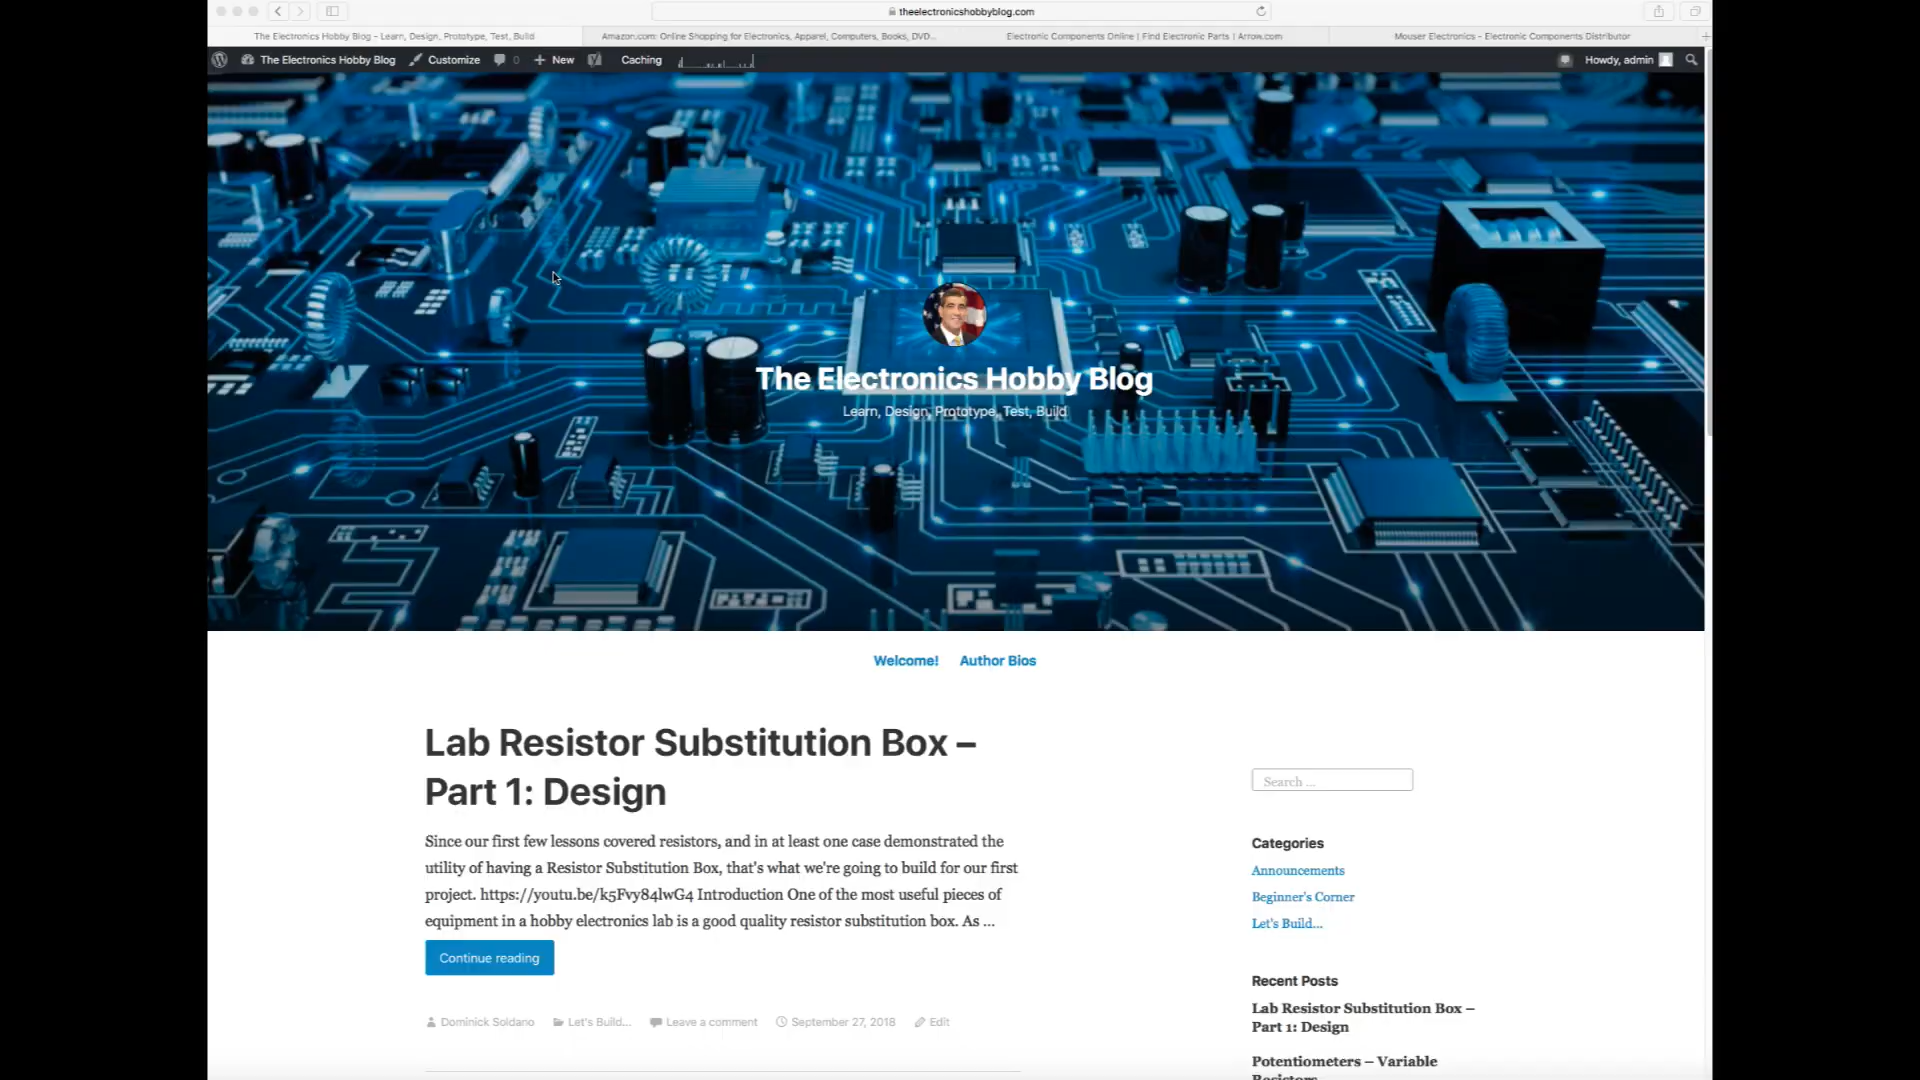 theelectronicshobbyblog.com
The Electronics Hobby Blog - Learn, Design, Prototype, Test, Build
Amazon.com: Online Shopping for Electronics, Apparel, Computers, Books, DVD...
Electronic Components Online | Find Electronic Parts | Arrow.com
Mouser Electronics - Electronic Components Distributor
The Electronics Hobby Blog
Customize
0
New
Caching
Howdy, admin
The Electronics Hobby Blog
Learn, Design, Prototype, Test, Build
Welcome!
Author Bios
Lab Resistor Substitution Box –
Part 1: Design
Since our first few lessons covered resistors, and in at least one case demonstrated the
utility of having a Resistor Substitution Box, that's what we're going to build for our first
project. https://youtu.be/k5Fvy84lwG4 Introduction One of the most useful pieces of
equipment in a hobby electronics lab is a good quality resistor substitution box. As ...
Continue reading
Dominick Soldano
Let's Build...
Leave a comment
September 27, 2018
Edit
Search ...
Categories
Announcements
Beginner's Corner
Let's Build...
Recent Posts
Lab Resistor Substitution Box –
Part 1: Design
Potentiometers – Variable
Resistors